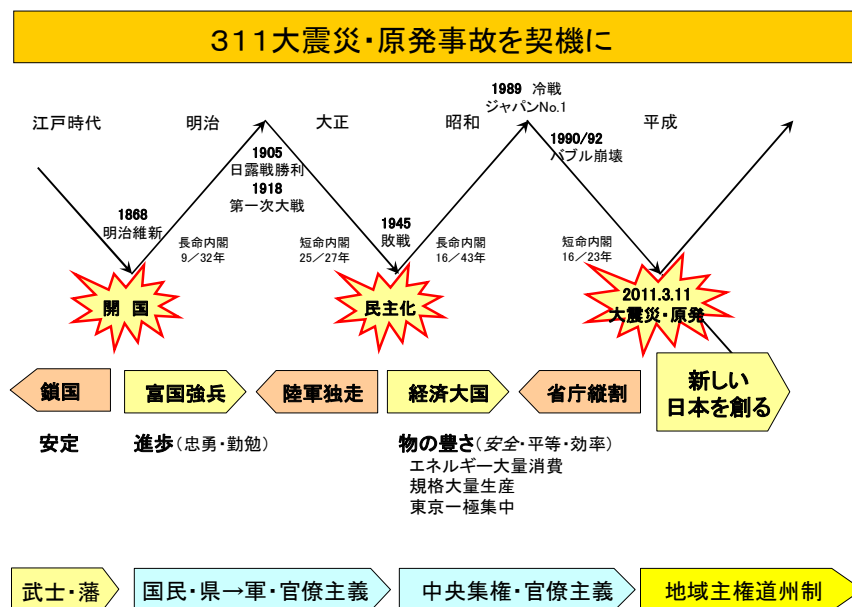 311大震災・原発事故を契機に
1989 冷戦
ジャパンNo.1
江戸時代
明治
大正
昭和
平成
1990/92
バブル崩壊
1905
日露戦勝利
1918
第一次大戦
1868
明治維新
1945
敗戦
長命内閣
9／32年
短命内閣
25／27年
長命内閣
16／43年
短命内閣
16／23年
開 国
民主化
2011.3.11
大震災・原発
鎖国
富国強兵
陸軍独走
経済大国
省庁縦割
新しい
日本を創る
安定
進歩（忠勇・勤勉）
物の豊さ（安全・平等・効率）
エネルギー大量消費
規格大量生産
東京一極集中
武士・藩
国民・県→軍・官僚主義
中央集権・官僚主義
地域主権道州制